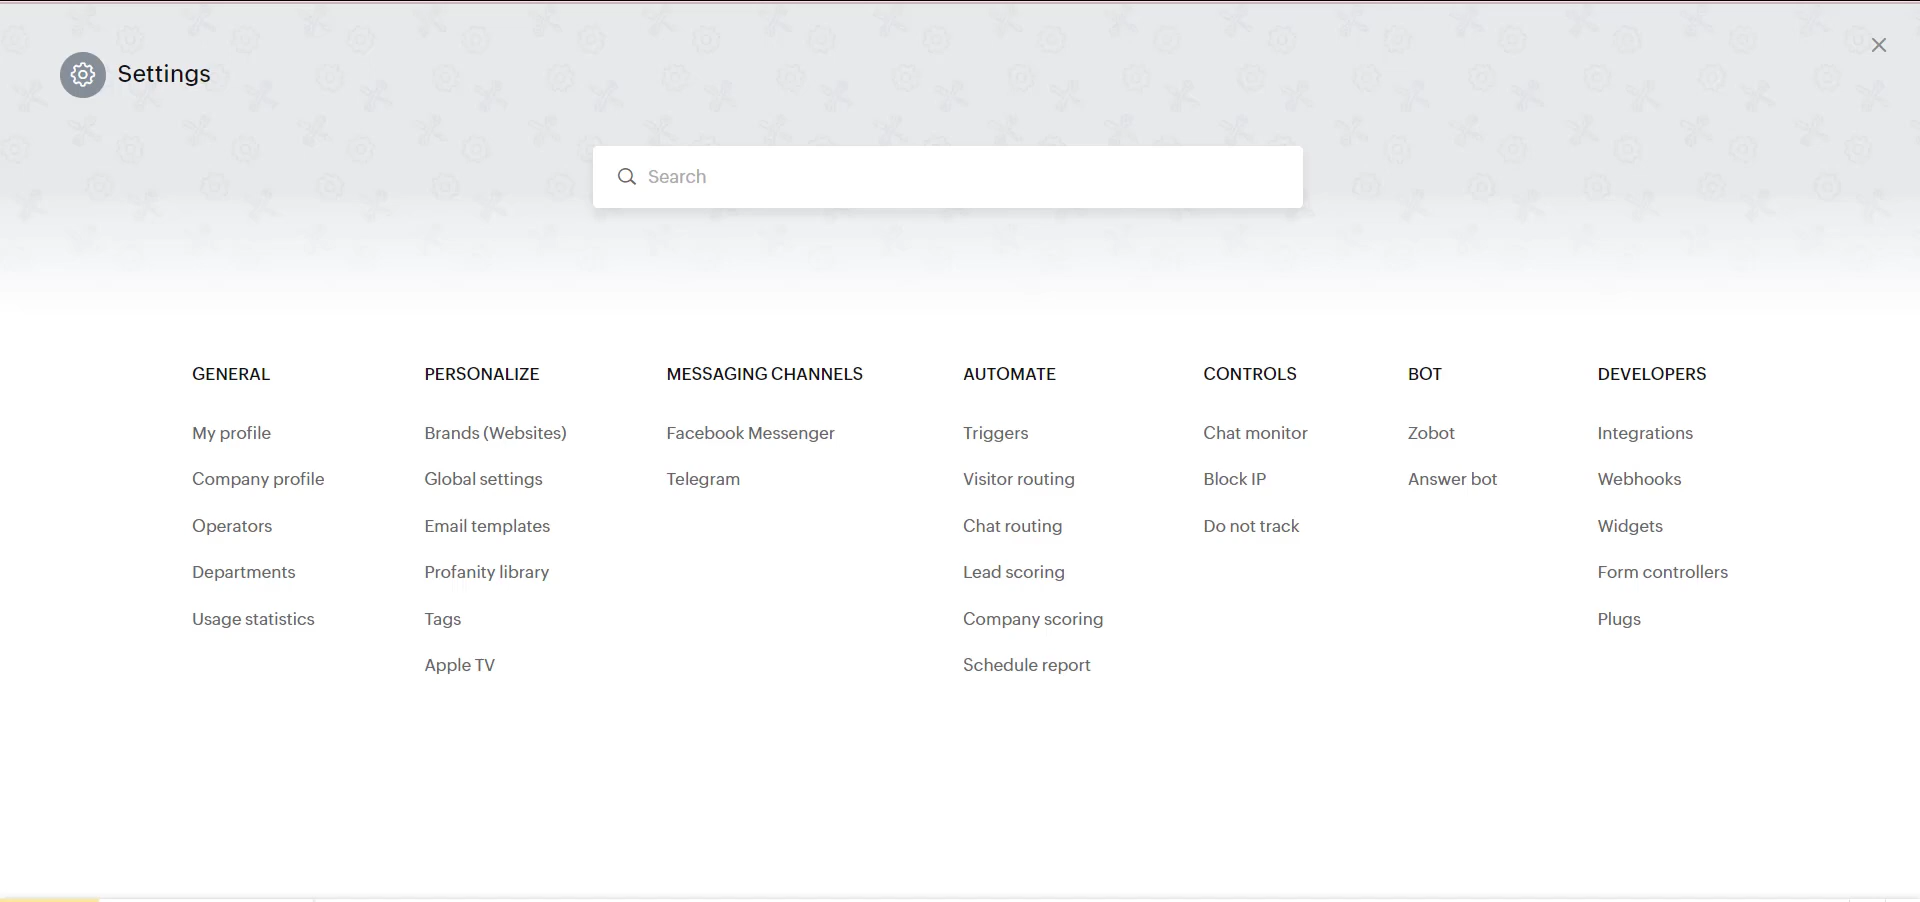 Settings
Search
GENERAL
My profile
Company profile
Operators
Departments
Usage statistics
PERSONALIZE
Brands (Websites)
Global settings
Email templates
Profanity library
Tags
Apple TV
MESSAGING CHANNELS
Facebook Messenger
Telegram
AUTOMATE
Triggers
Visitor routing
Chat routing
Lead scoring
Company scoring
Schedule report
CONTROLS
Chat monitor
Block IP
Do not track
BOT
Zobot
Answer bot
DEVELOPERS
Integrations
Webhooks
Widgets
Form controllers
Plugs